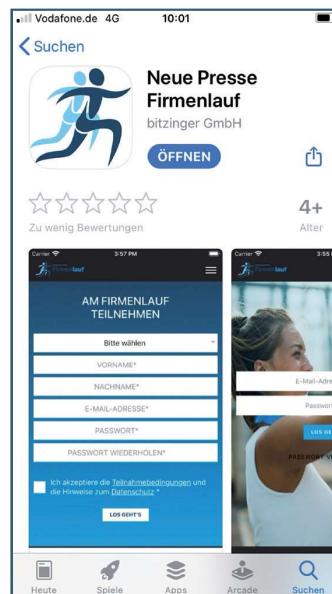 Vodafone.de 4G 10:01
Suchen
Neue Presse
Firmenlauf
bitzinger GmbH
ÖFFNEN
Zu wenig Bewertungen
4+
Alter
Carrier 3:57 PM
Firmenlauf
AM FIRMENLAUF
TEILNEHMEN
Bitte wählen
VORNAME*
NACHNAME*
E-MAIL-ADRESSE*
PASSWORT*
PASSWORT WIEDERHOLEN*
Ich akzeptiere die Teilnahmebedingungen und
die Hinweise zum Datenschutz *
LOS GEHT'S
Carrier 3:55
Firmenlauf
E-Mail-Adre
Passwor
LOS GE
PASSWORT V
Heute Spiele Apps Arcade Suchen